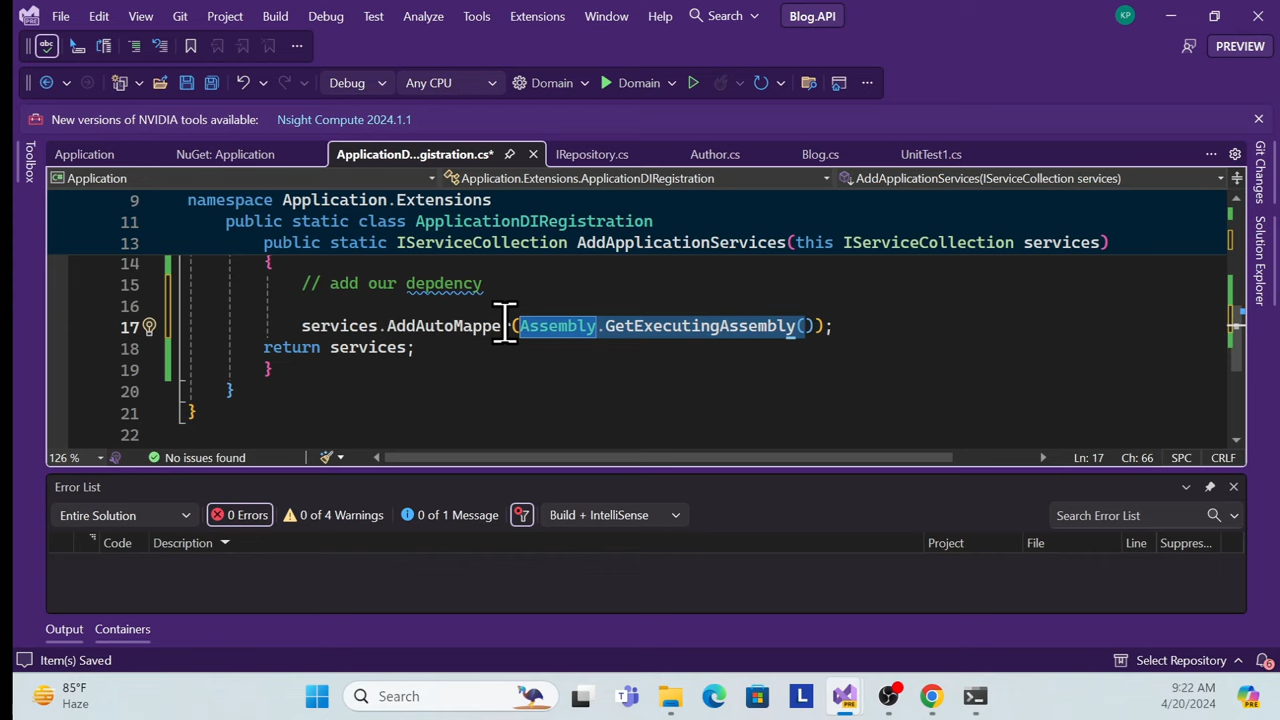 File Edit View Git Project Build Debug Test Analyze Tools Extensions Window Help Search Blog.API KP
abc PREVIEW
Debug Any CPU Domain Domain
New versions of NVIDIA tools available: Nsight Compute 2024.1.1
Toolbox
Application NuGet: Application ApplicationD...gistration.cs* IRepository.cs Author.cs Blog.cs UnitTest1.cs
Application Application.Extensions.ApplicationDIRegistration AddApplicationServices(IServiceCollection services)
9 namespace Application.Extensions
11 public static class ApplicationDIRegistration
13 public static IServiceCollection AddApplicationServices(this IServiceCollection services)
14 {
15 // add our depdency
16
17 services.AddAutoMapper(Assembly.GetExecutingAssembly());
18 return services;
19 }
20 }
21 }
22
126 % No issues found Ln: 17 Ch: 66 SPC CRLF
Git Changes
Solution Explorer
Error List
Entire Solution 0 Errors 0 of 4 Warnings 0 of 1 Message Build + IntelliSense Search Error List
Code Description Project File Line Suppres...
Output Containers
Item(s) Saved Select Repository 6
85°F
Haze
Search
L
PRE
9:22 AM
4/20/2024
PRE